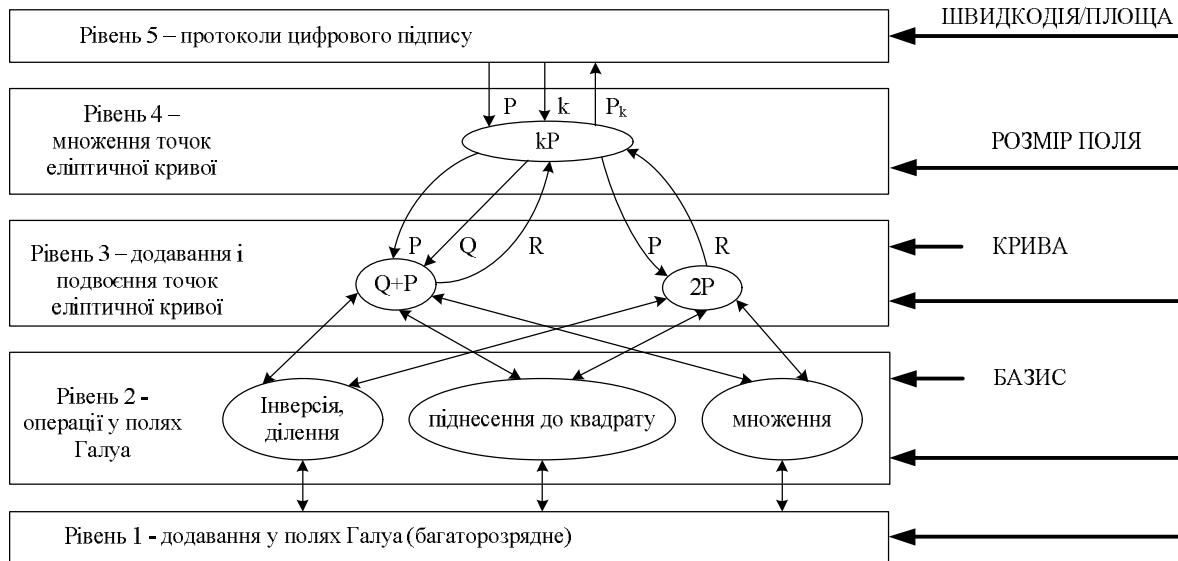 ШВИДКОДІЯ/ПЛОЩА
Рівень 5 – протоколи цифрового підпису
P
k
Pk
Рівень 4 –
множення точок
еліптичної кривої
kP
РОЗМІР ПОЛЯ
P
Q
R
P
R
КРИВА
Рівень 3 – додавання і
подвоєння точок
еліптичної кривої
Q+P
2P
БАЗИС
Рівень 2 -
операції у полях
Галуа
Інверсія,
ділення
піднесення до квадрату
множення
Рівень 1 - додавання у полях Галуа (багаторозрядне)